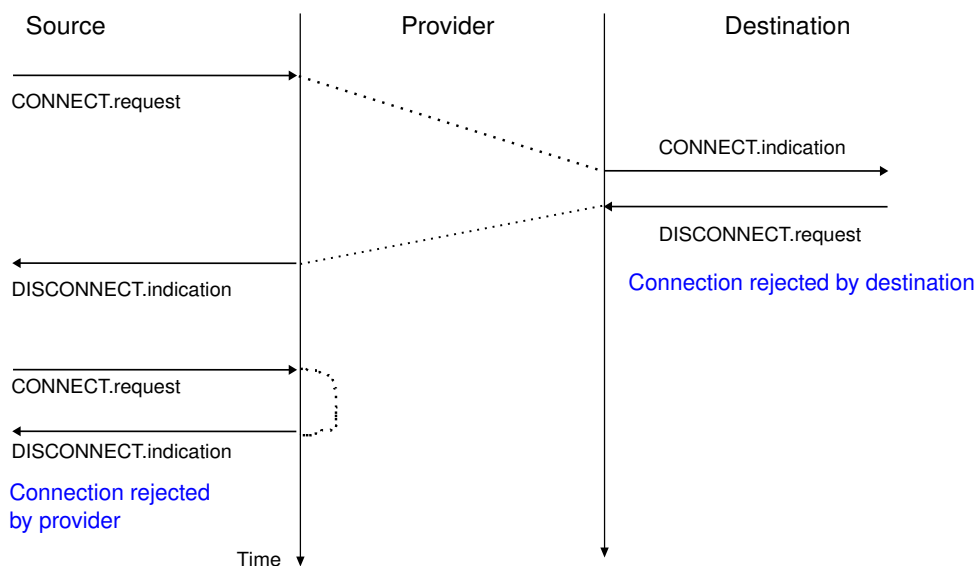 Source
Provider
Destination
CONNECT.request
CONNECT.indication
DISCONNECT.request
DISCONNECT.indication
Connection rejected by destination
CONNECT.request
DISCONNECT.indication
Connection rejected
by provider
Time